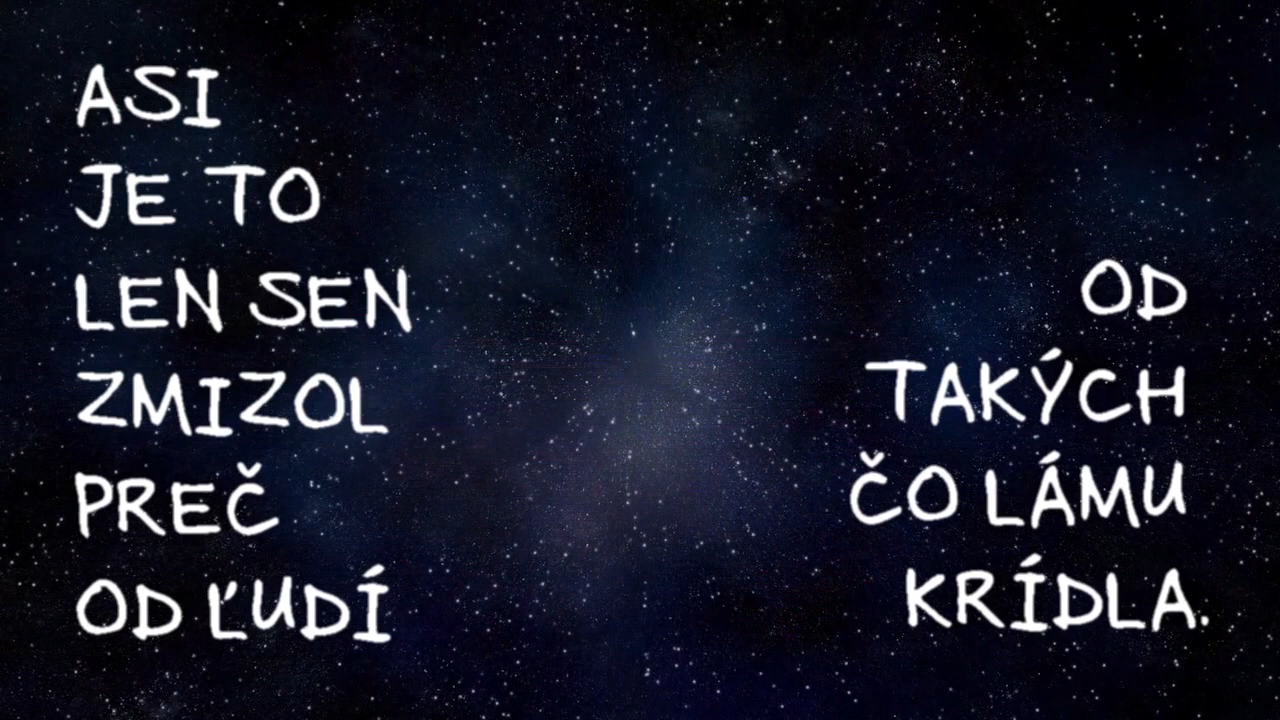 ASI
JE TO
LEN SEN
ZMIZOL
PREČ
OD ĽUDÍ
OD
TAKÝCH
ČO LÁMU
KRÍDLA.